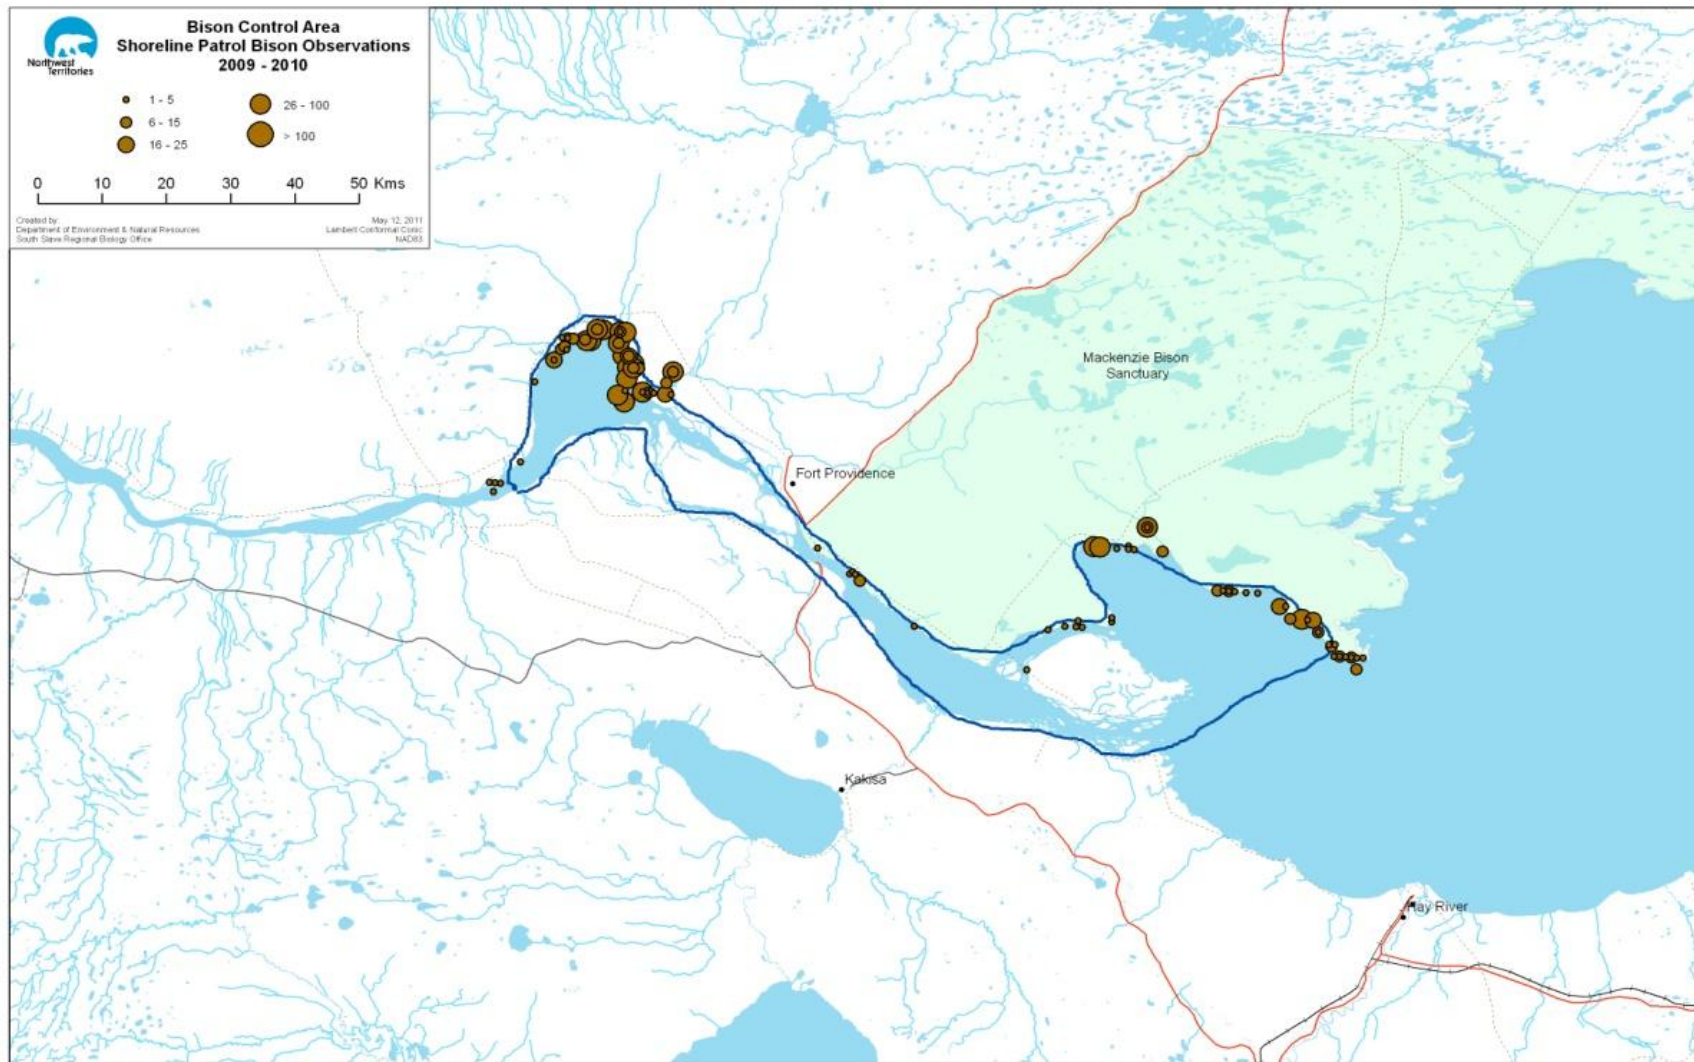 Bison Control Area
Shoreline Patrol Bison Observations
2009 - 2010
Northwest
Territories
1 - 5
6 - 15
16 - 25
26 - 100
> 100
0 10 20 30 40 50 Kms
Created by:
Department of Environment & Natural Resources
South Slave Regional Biology Office
May 12, 2011
Lambert Conformal Conic
NAD83
Mackenzie Bison
Sanctuary
Fort Providence
Kakisa
Hay River